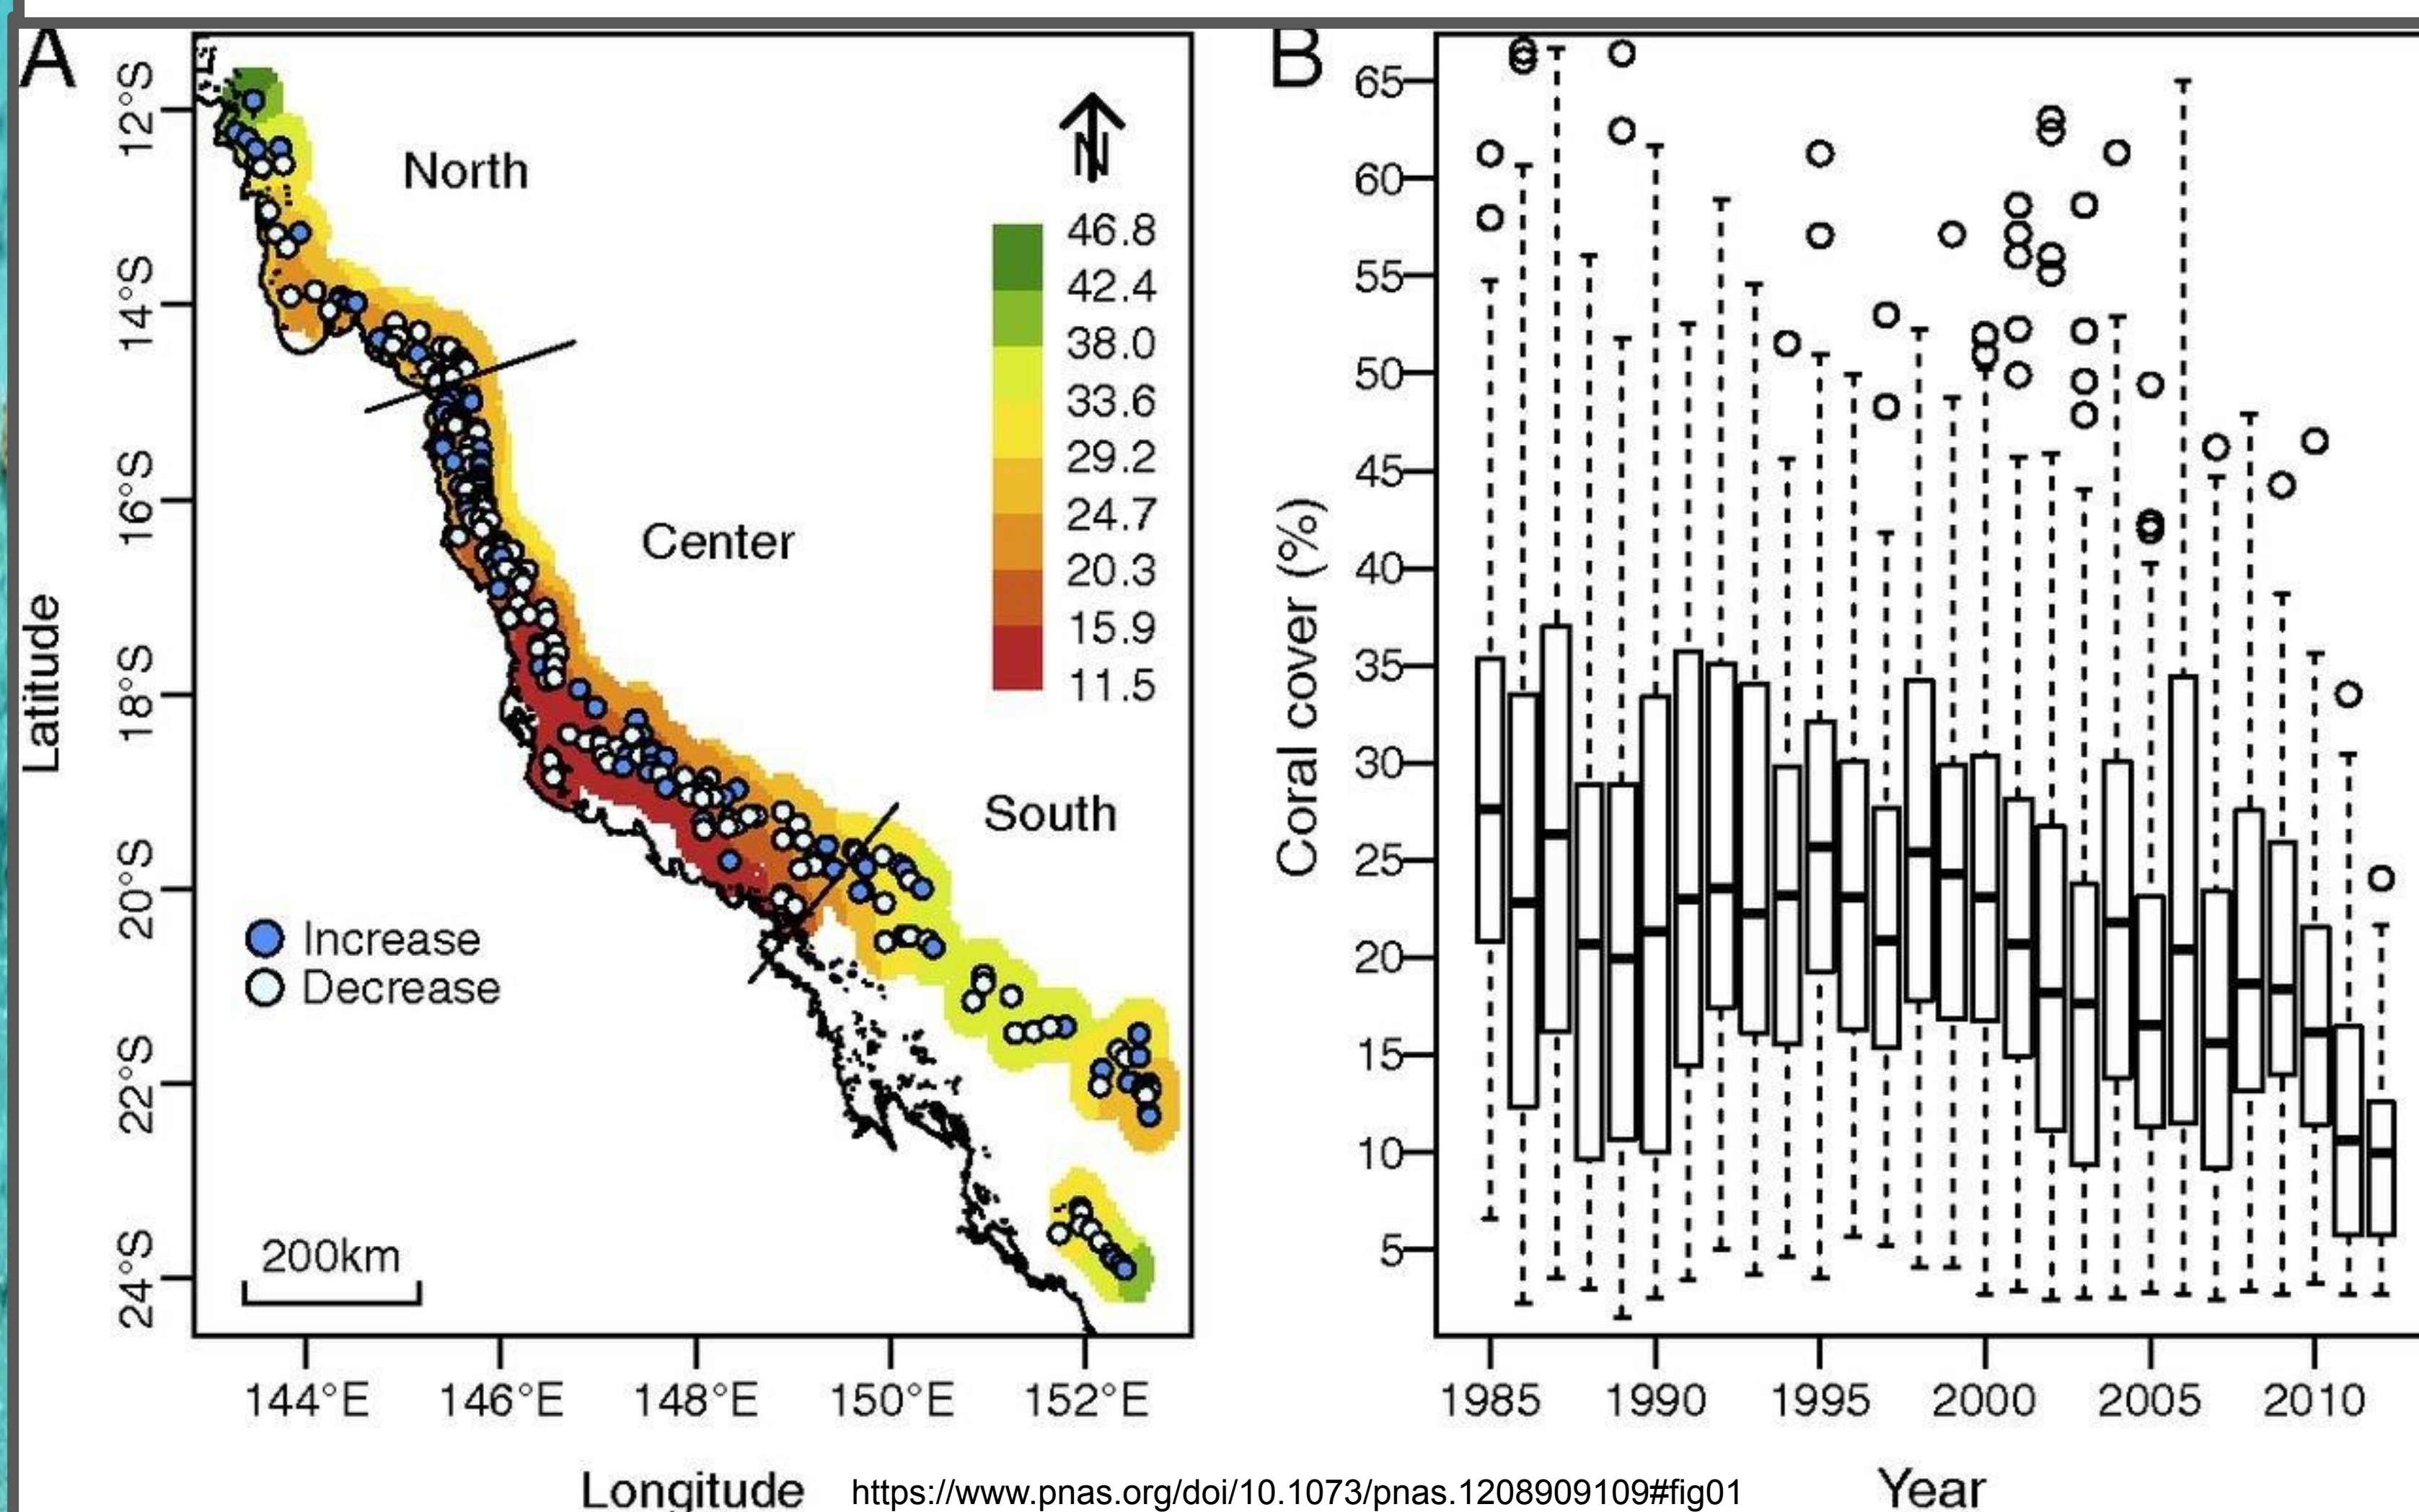 A
North
Center
South
N
46.8
42.4
38.0
33.6
29.2
24.7
20.3
15.9
11.5
Increase
Decrease
200km
Latitude
12°S
14°S
16°S
18°S
20°S
22°S
24°S
144°E 146°E 148°E 150°E 152°E
Longitude
B
Coral cover (%)
65
60
55
50
45
40
35
30
25
20
15
10
5
1985 1990 1995 2000 2005 2010
Year
https://www.pnas.org/doi/10.1073/pnas.1208909109#fig01